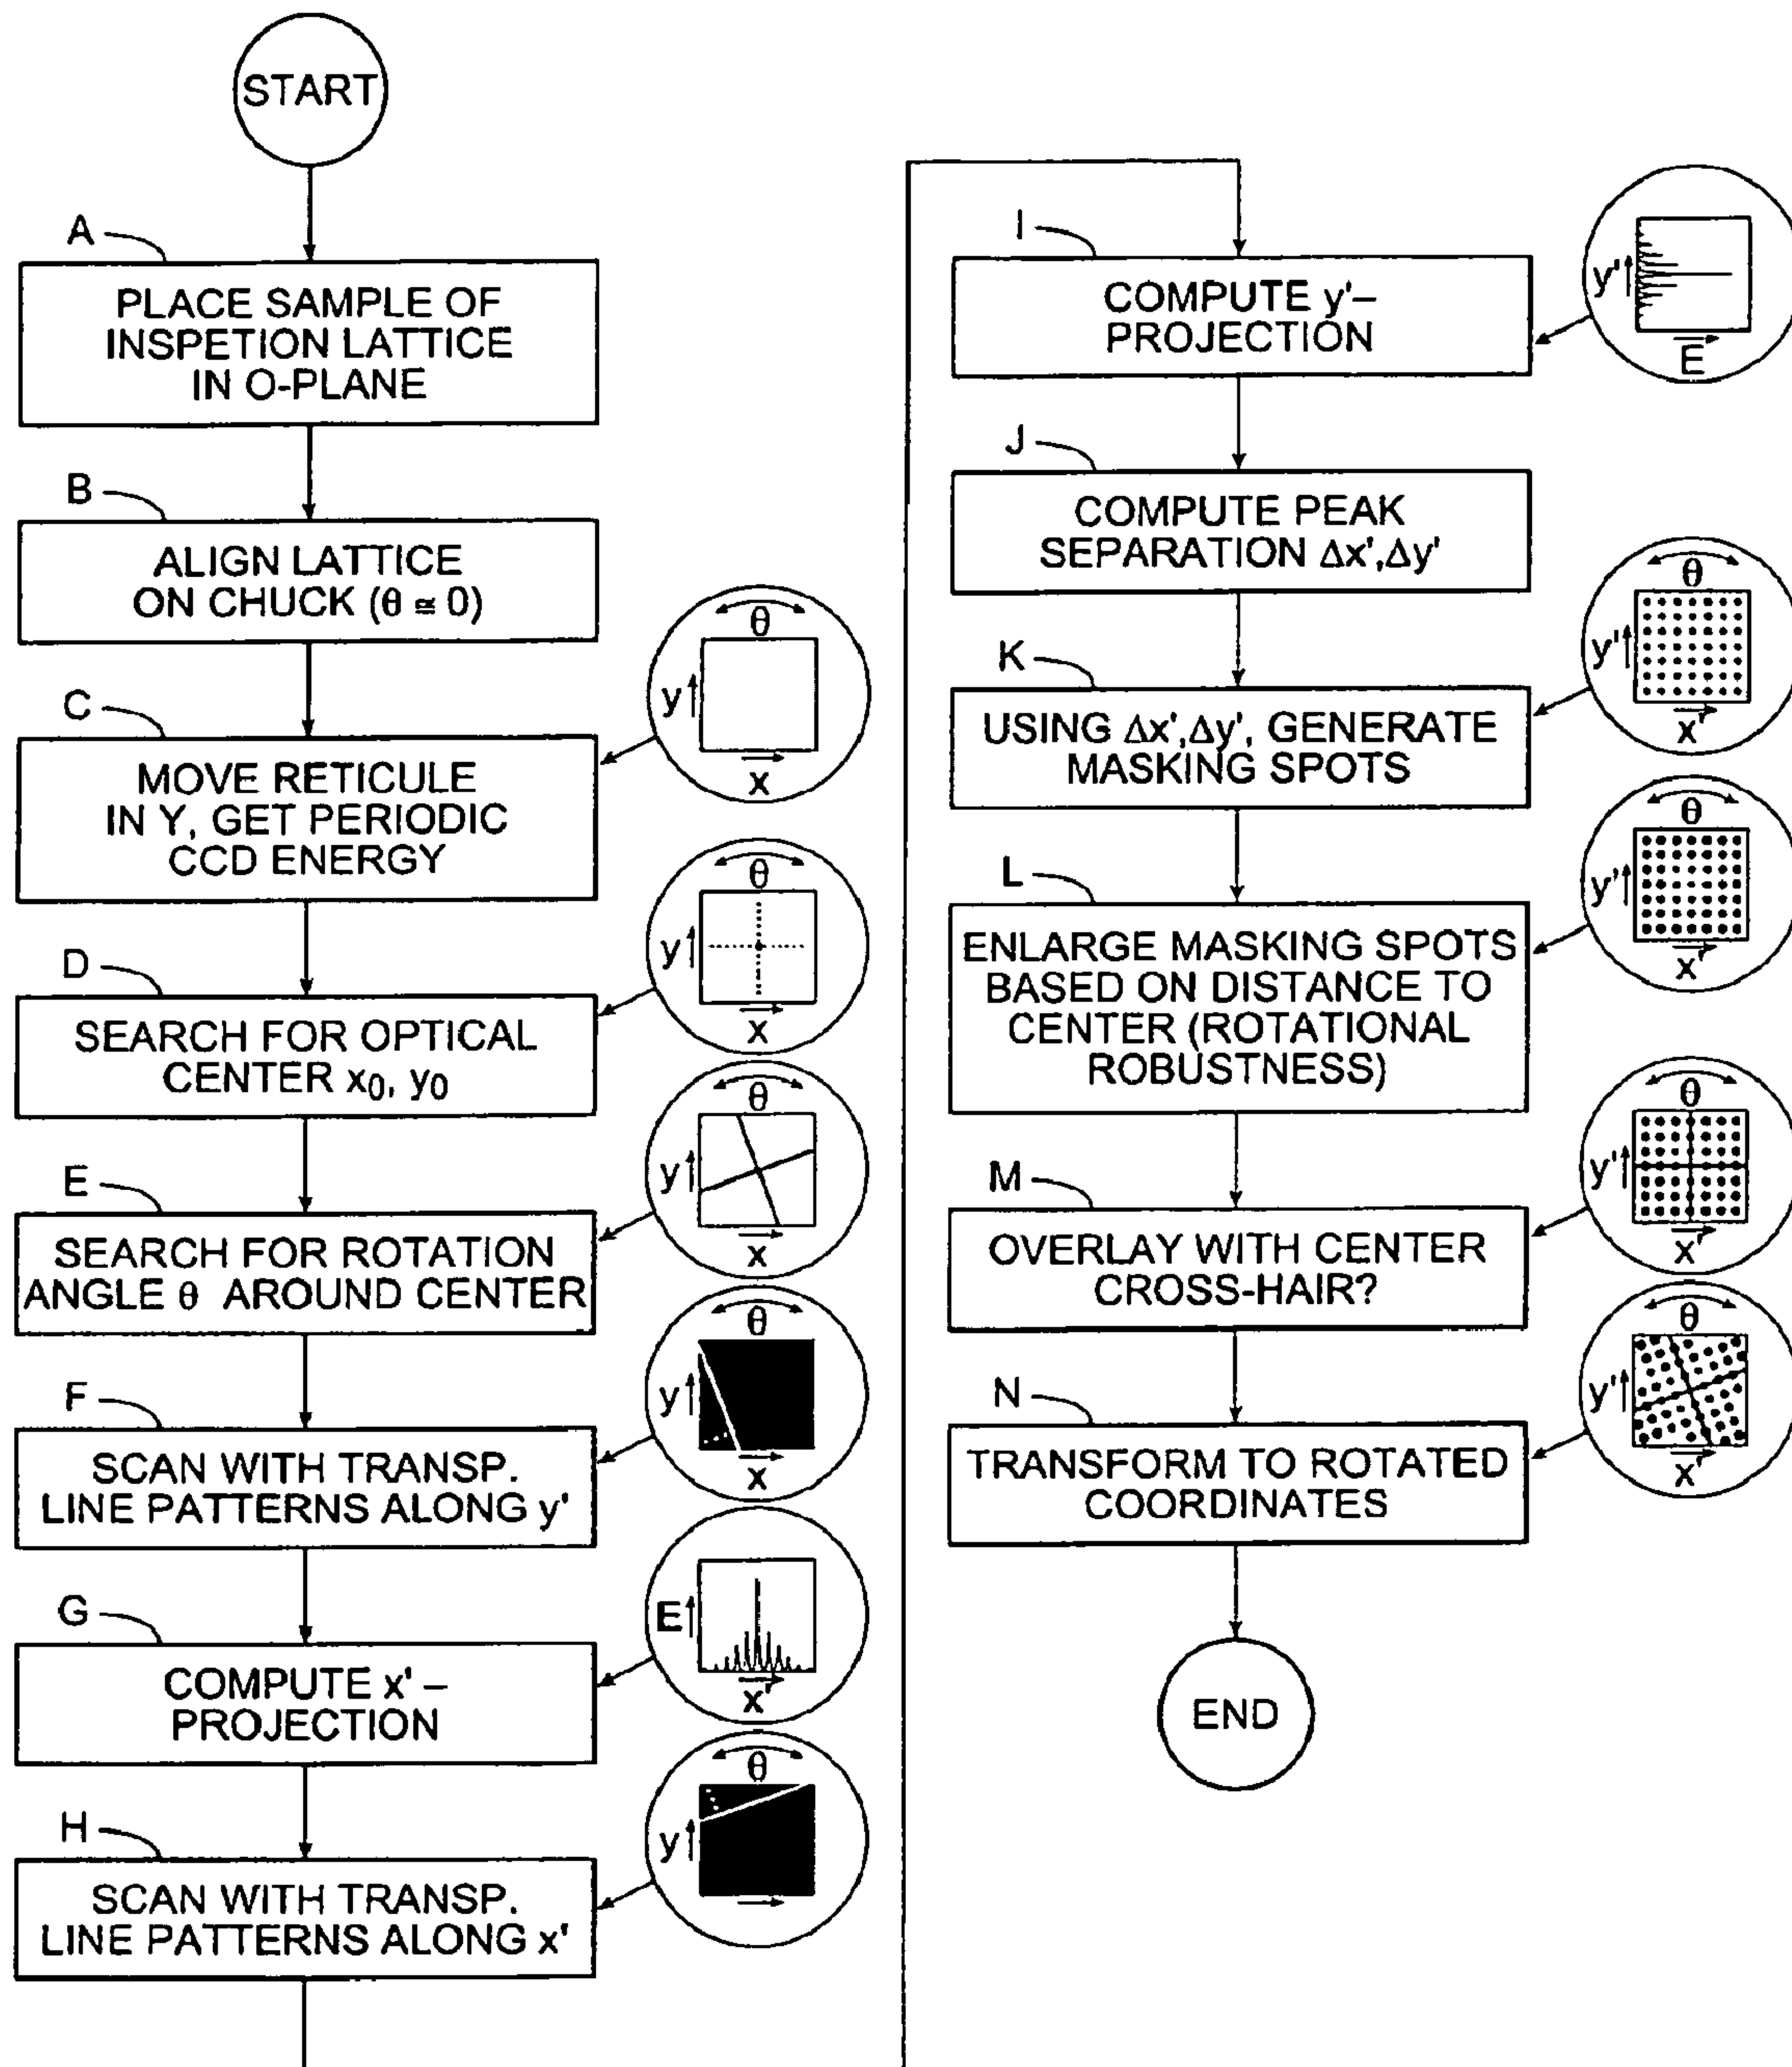 START
A
PLACE SAMPLE OF
INSPETION LATTICE
IN O-PLANE
B
ALIGN LATTICE
ON CHUCK (θ ≅ 0)
θ
y
x
C
MOVE RETICULE
IN Y, GET PERIODIC
CCD ENERGY
θ
y
x
D
SEARCH FOR OPTICAL
CENTER x₀, y₀
θ
y
x
E
SEARCH FOR ROTATION
ANGLE θ AROUND CENTER
θ
y
x
F
SCAN WITH TRANSP.
LINE PATTERNS ALONG y'
E
x'
G
COMPUTE x' –
PROJECTION
θ
y
H
SCAN WITH TRANSP.
LINE PATTERNS ALONG x'
I
COMPUTE y'–
PROJECTION
y'
E
J
COMPUTE PEAK
SEPARATION Δx',Δy'
θ
y'
x'
K
USING Δx',Δy', GENERATE
MASKING SPOTS
θ
y'
x'
L
ENLARGE MASKING SPOTS
BASED ON DISTANCE TO
CENTER (ROTATIONAL
ROBUSTNESS)
θ
y'
x'
M
OVERLAY WITH CENTER
CROSS-HAIR?
θ
y'
x'
N
TRANSFORM TO ROTATED
COORDINATES
END